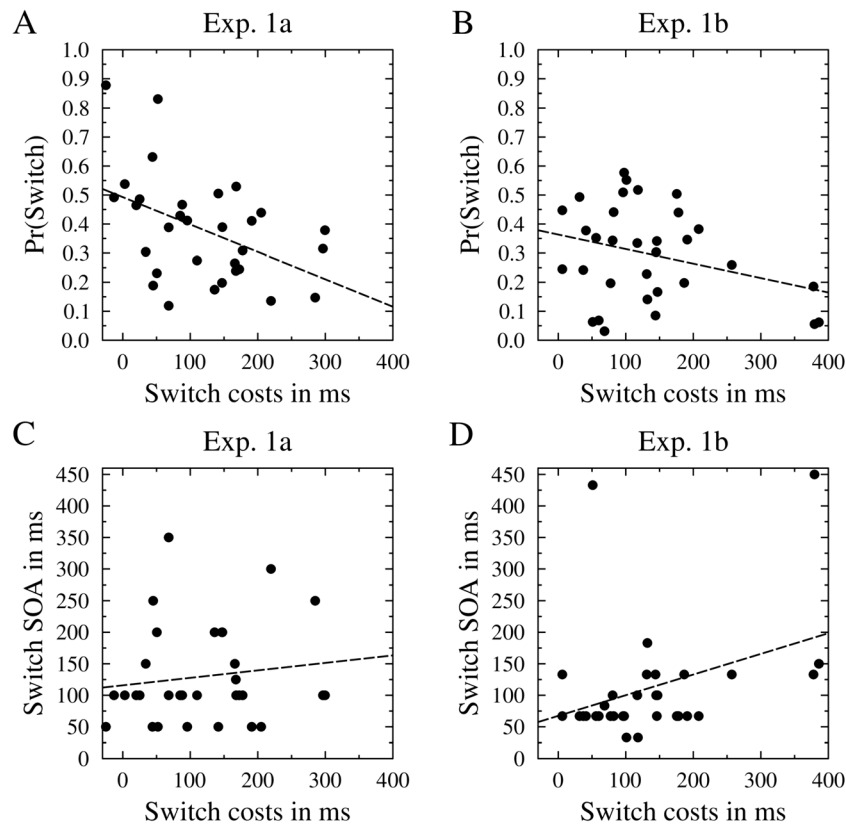 A Exp. 1a
1.0
0.9
0.8
0.7
0.6
0.5
0.4
0.3
0.2
0.1
0.0
Pr(Switch)
0 100 200 300 400
Switch costs in ms
B Exp. 1b
1.0
0.9
0.8
0.7
0.6
0.5
0.4
0.3
0.2
0.1
0.0
Pr(Switch)
0 100 200 300 400
Switch costs in ms
C Exp. 1a
450
400
350
300
250
200
150
100
50
0
Switch SOA in ms
0 100 200 300 400
Switch costs in ms
D Exp. 1b
450
400
350
300
250
200
150
100
50
0
Switch SOA in ms
0 100 200 300 400
Switch costs in ms